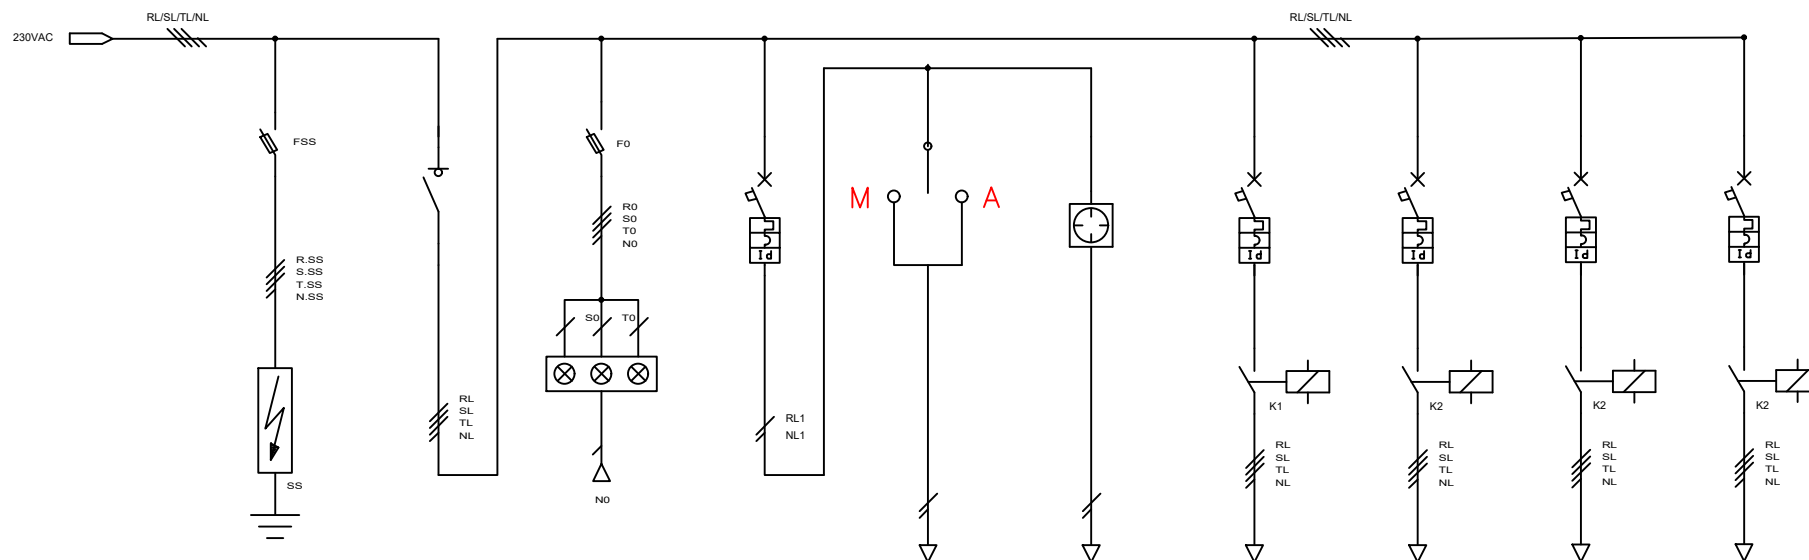 RL/SL/TL/NL
RL/SL/TL/NL
230VAC
FSS
F0
M
A
R0
S0
T0
N0
Id
Id
Id
Id
Id
R.SS
S.SS
T.SS
N.SS
S0
T0
RL
SL
TL
NL
RL1
NL1
K1
K2
K2
K2
RL
SL
TL
NL
RL
SL
TL
NL
RL
SL
TL
NL
RL
SL
TL
NL
SS
N0